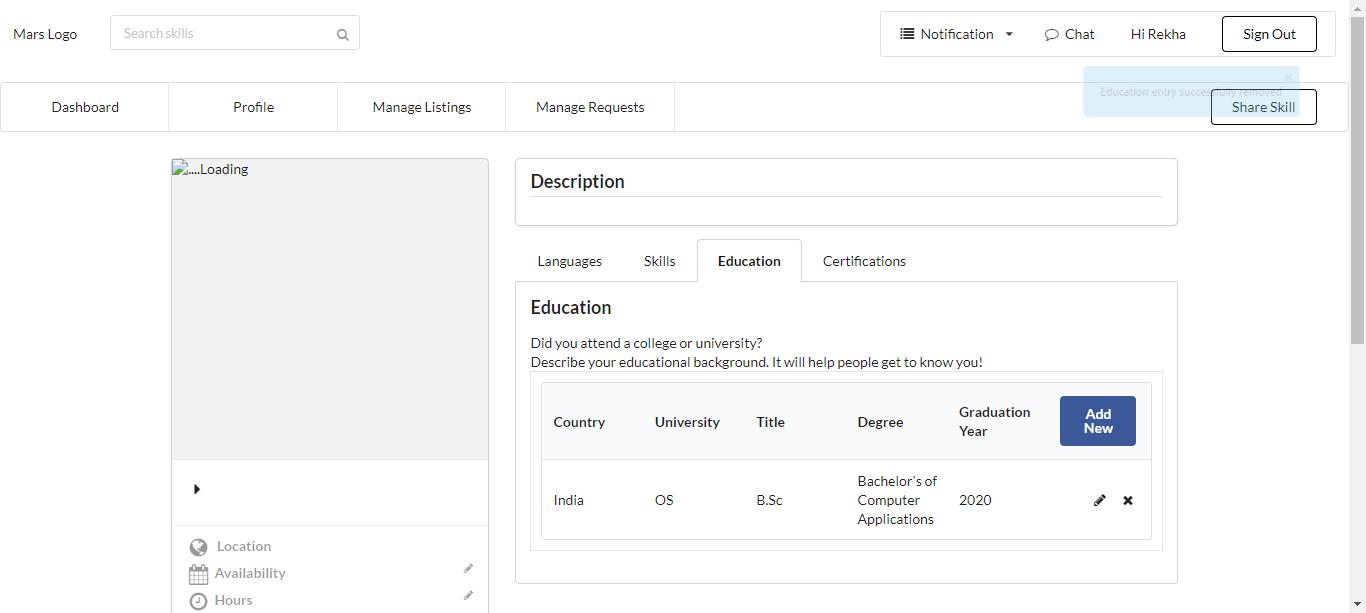 Mars Logo
Search skills
Notification
Chat
Hi Rekha
Sign Out
Education entry successfully removed
Dashboard
Profile
Manage Listings
Manage Requests
Share Skill
....Loading
Description
Languages
Skills
Education
Certifications
Education
Did you attend a college or university?
Describe your educational background. It will help people get to know you!
Country
University
Title
Degree
Graduation
Year
Add
New
India
OS
B.Sc
Bachelor's of
Computer
Applications
2020
Location
Availability
Hours